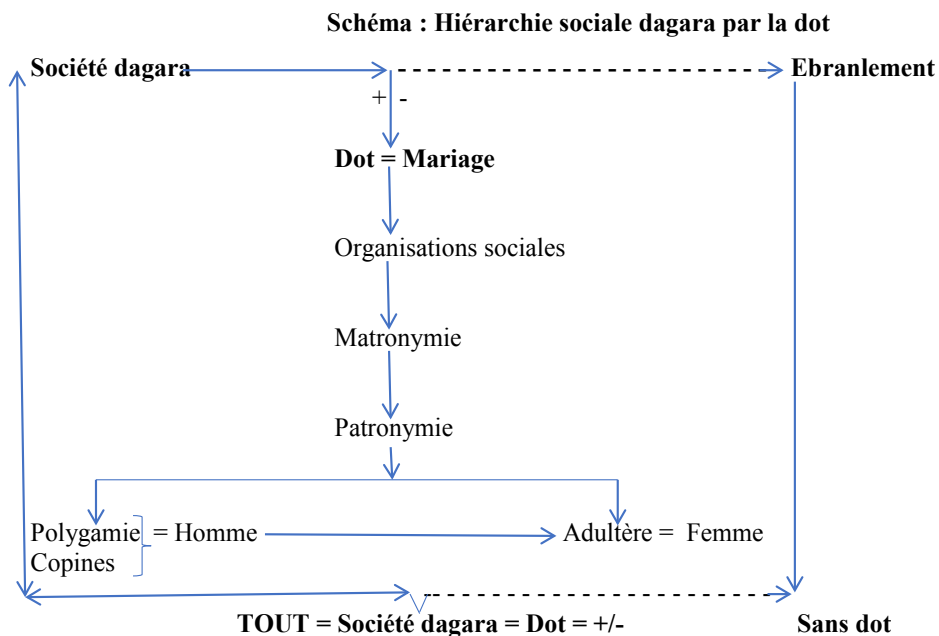 Schéma : Hiérarchie sociale dagara par la dot
Société dagara Ebranlement
+ -
Dot = Mariage
Organisations sociales
Matronymie
Patronymie
Polygamie = Homme Adultère = Femme
Copines
TOUT = Société dagara = Dot = +/- Sans dot